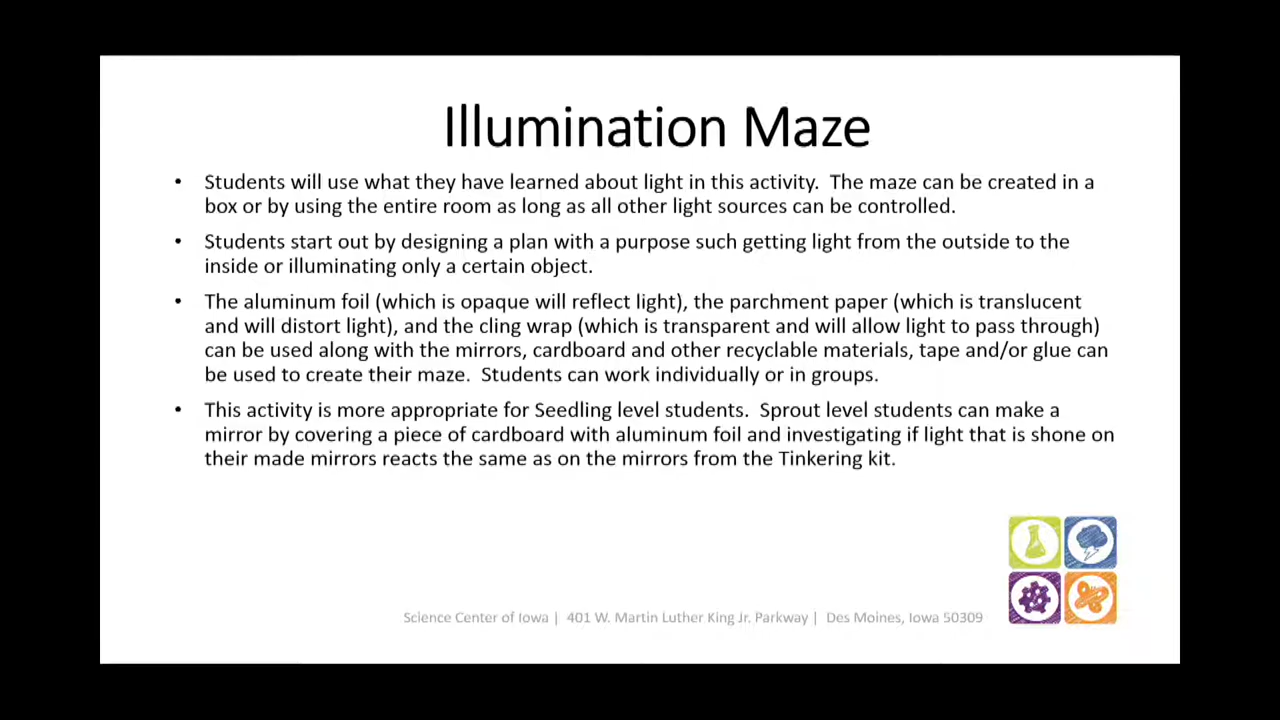 Illumination Maze
• Students will use what they have learned about light in this activity.  The maze can be created in a
box or by using the entire room as long as all other light sources can be controlled.
• Students start out by designing a plan with a purpose such getting light from the outside to the
inside or illuminating only a certain object.
• The aluminum foil (which is opaque will reflect light), the parchment paper (which is translucent
and will distort light), and the cling wrap (which is transparent and will allow light to pass through)
can be used along with the mirrors, cardboard and other recyclable materials, tape and/or glue can
be used to create their maze.  Students can work individually or in groups.
• This activity is more appropriate for Seedling level students.  Sprout level students can make a
mirror by covering a piece of cardboard with aluminum foil and investigating if light that is shone on
their made mirrors reacts the same as on the mirrors from the Tinkering kit.
Science Center of Iowa |  401 W. Martin Luther King Jr. Parkway |  Des Moines, Iowa 50309